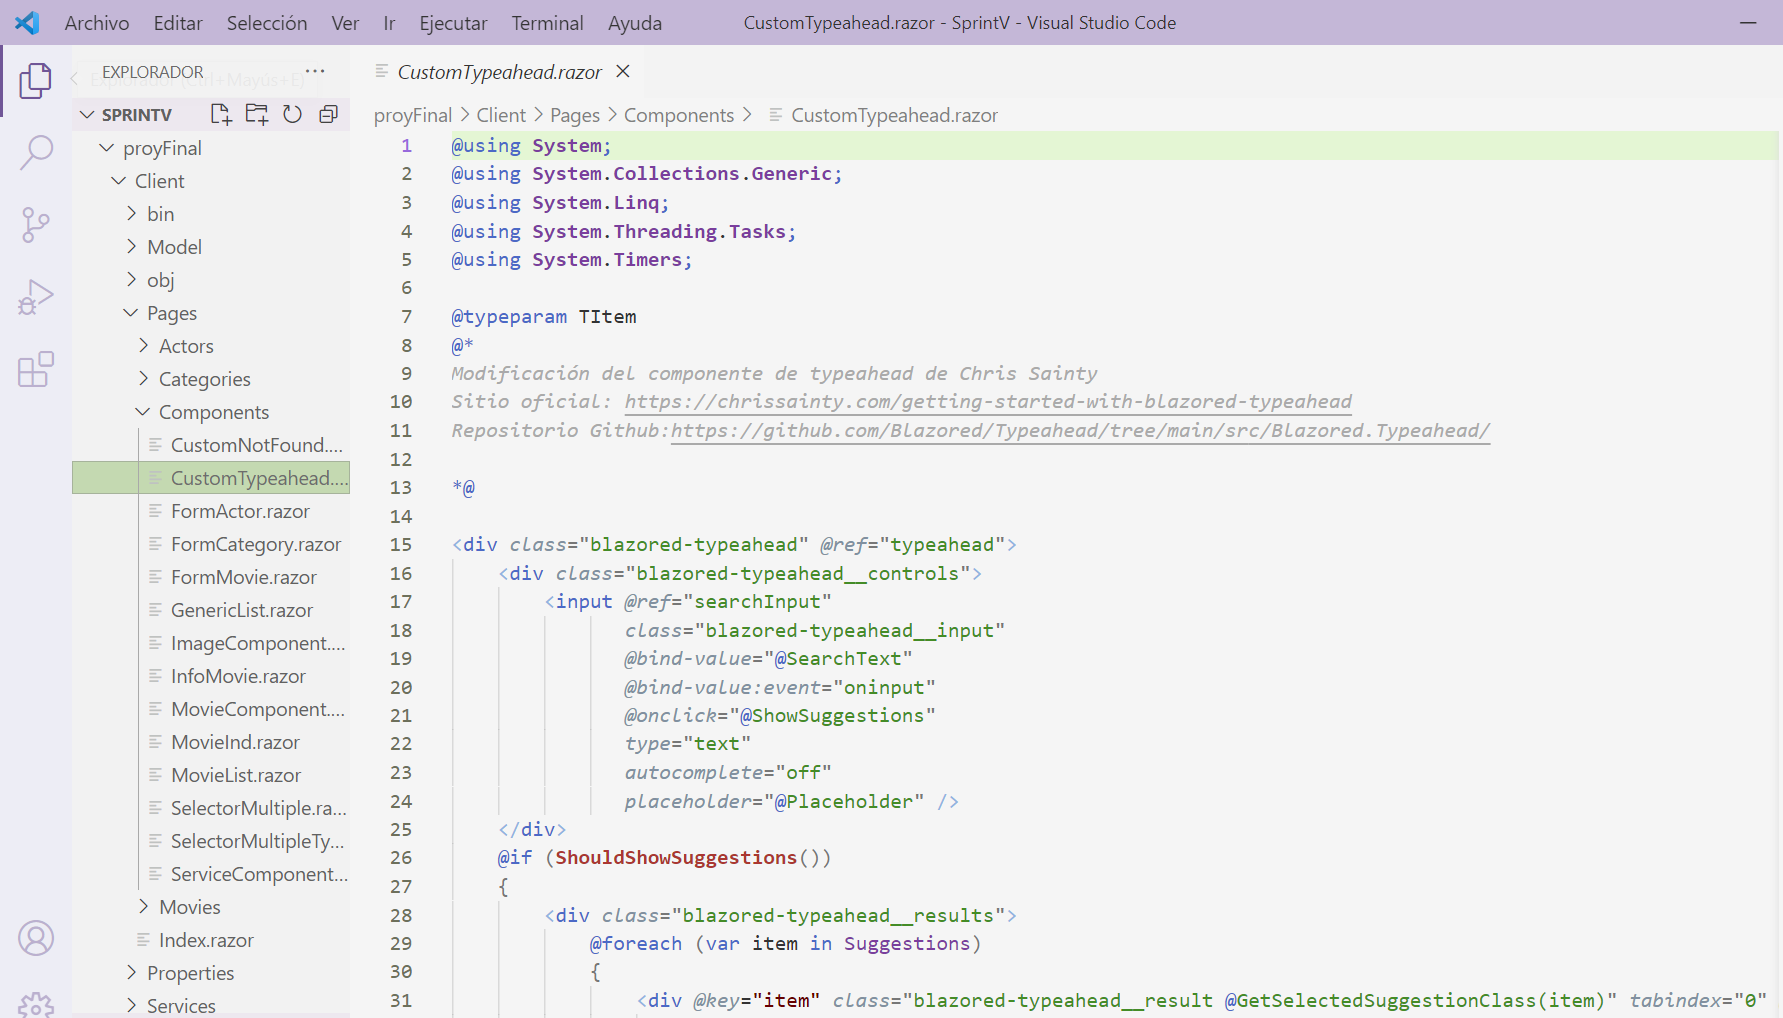 Archivo Editar Selección Ver Ir Ejecutar Terminal Ayuda CustomTypeahead.razor - SprintV - Visual Studio Code
EXPLORADOR ...
Explorador (Ctrl+Mayús+E)
SPRINTV
proyFinal
Client
bin
Model
obj
Pages
Actors
Categories
Components
CustomNotFound....
CustomTypeahead....
FormActor.razor
FormCategory.razor
FormMovie.razor
GenericList.razor
ImageComponent....
InfoMovie.razor
MovieComponent....
MovieInd.razor
MovieList.razor
SelectorMultiple.ra...
SelectorMultipleTy...
ServiceComponent...
Movies
Index.razor
Properties
Services
CustomTypeahead.razor
proyFinal > Client > Pages > Components > CustomTypeahead.razor
1 @using System;
2 @using System.Collections.Generic;
3 @using System.Linq;
4 @using System.Threading.Tasks;
5 @using System.Timers;
6
7 @typeparam TItem
8 @*
9 Modificación del componente de typeahead de Chris Sainty
10 Sitio oficial: https://chrissainty.com/getting-started-with-blazored-typeahead
11 Repositorio Github:https://github.com/Blazored/Typeahead/tree/main/src/Blazored.Typeahead/
12
13 *@
14
15 <div class="blazored-typeahead" @ref="typeahead">
16 <div class="blazored-typeahead__controls">
17 <input @ref="searchInput"
18 class="blazored-typeahead__input"
19 @bind-value="@SearchText"
20 @bind-value:event="oninput"
21 @onclick="@ShowSuggestions"
22 type="text"
23 autocomplete="off"
24 placeholder="@Placeholder" />
25 </div>
26 @if (ShouldShowSuggestions())
27 {
28 <div class="blazored-typeahead__results">
29 @foreach (var item in Suggestions)
30 {
31 <div @key="item" class="blazored-typeahead__result @GetSelectedSuggestionClass(item)" tabindex="0"